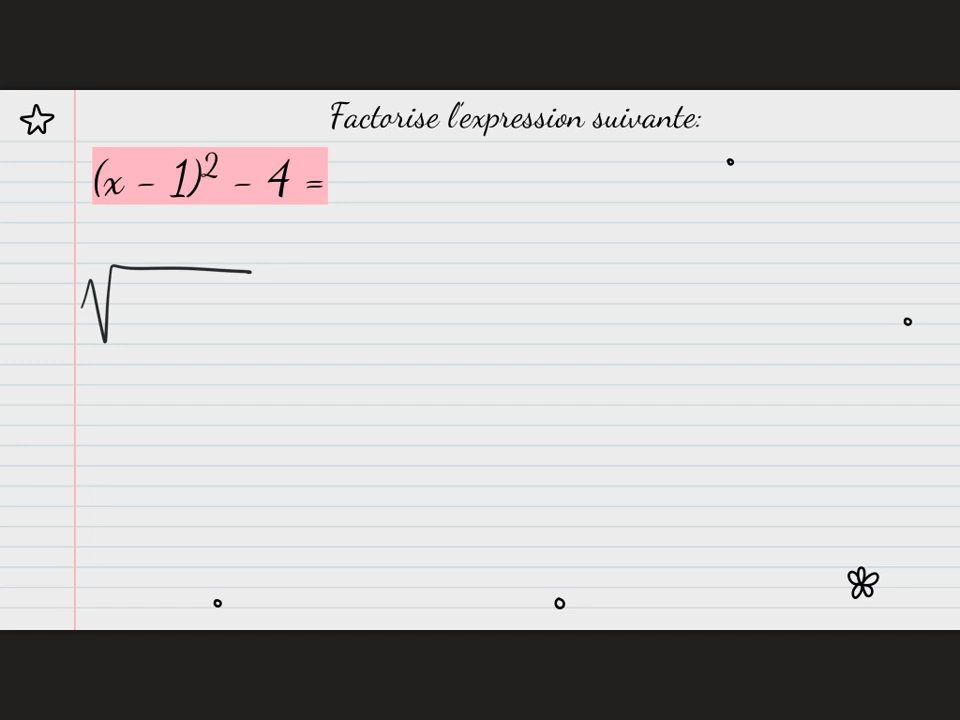 Factorise l'expression suivante:
(x - 1)² - 4 =
√